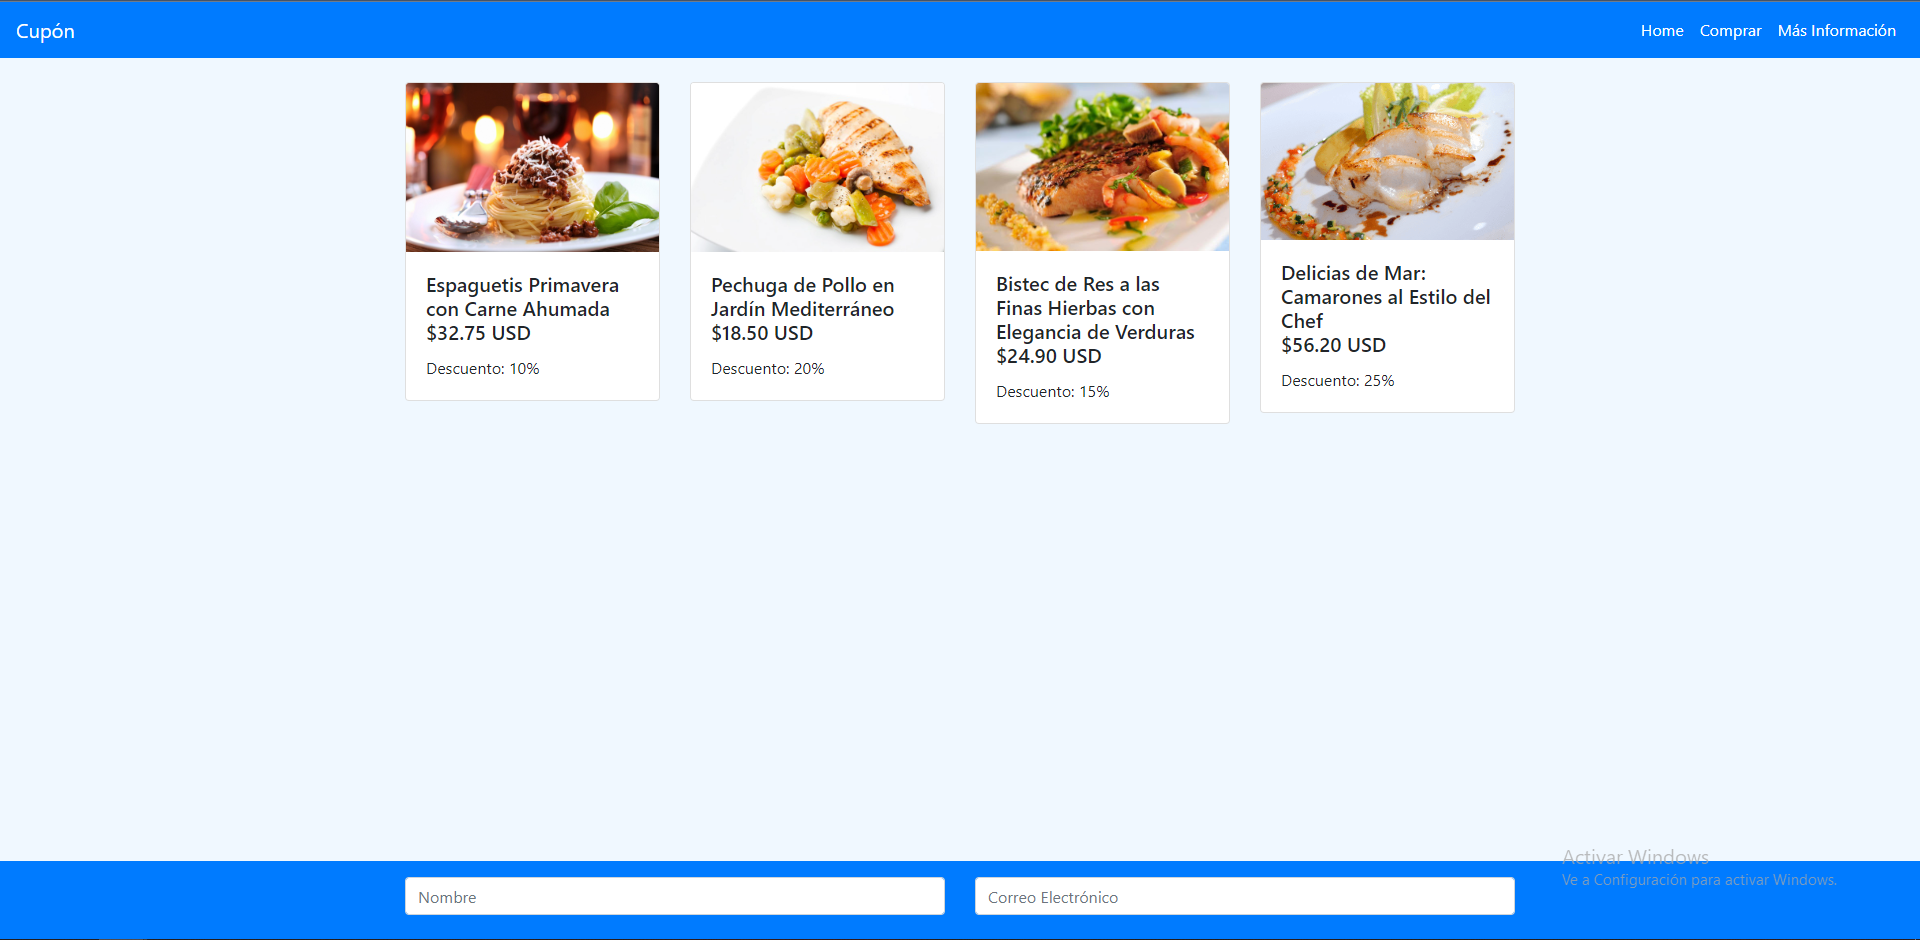 Cupón
Home Comprar Más Información
Espaguetis Primavera
con Carne Ahumada
$32.75 USD
Descuento: 10%
Pechuga de Pollo en
Jardín Mediterráneo
$18.50 USD
Descuento: 20%
Bistec de Res a las
Finas Hierbas con
Elegancia de Verduras
$24.90 USD
Descuento: 15%
Delicias de Mar:
Camarones al Estilo del
Chef
$56.20 USD
Descuento: 25%
Activar Windows
Ve a Configuración para activar Windows.
Nombre
Correo Electrónico